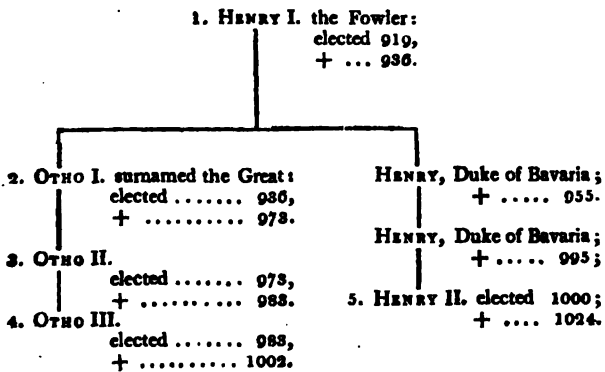 1. HENRY I. the Fowler:
elected 919,
+ ... 936.
2. OTHO I. surnamed the Great:
elected ....... 936,
+ .......... 973.
3. OTHO II.
elected ....... 973,
+ .......... 983.
4. OTHO III.
elected ....... 983,
+ .......... 1002.
HENRY, Duke of Bavaria;
+ ..... 955.
HENRY, Duke of Bavaria;
+ ..... 995;
5. HENRY II. elected 1000;
+ .... 1024.